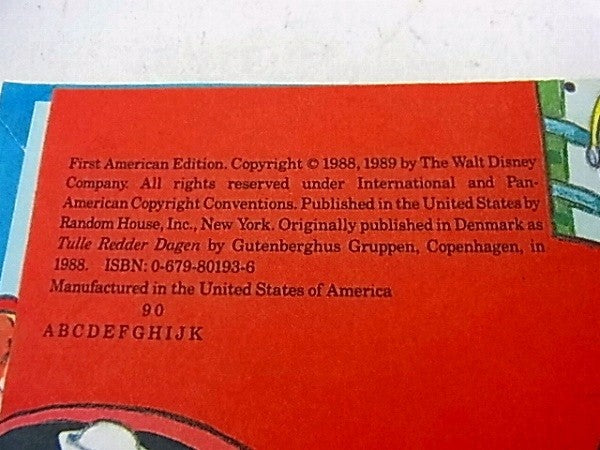 First American Edition. Copyright © 1988, 1989 by The Walt Disney
Company. All rights reserved under International and Pan-
American Copyright Conventions. Published in the United States by
Random House, Inc., New York. Originally published in Denmark as
Tulle Redder Dagen by Gutenberghus Gruppen, Copenhagen, in
1988. ISBN: 0-679-80193-6
Manufactured in the United States of America
9 0
A B C D E F G H I J K